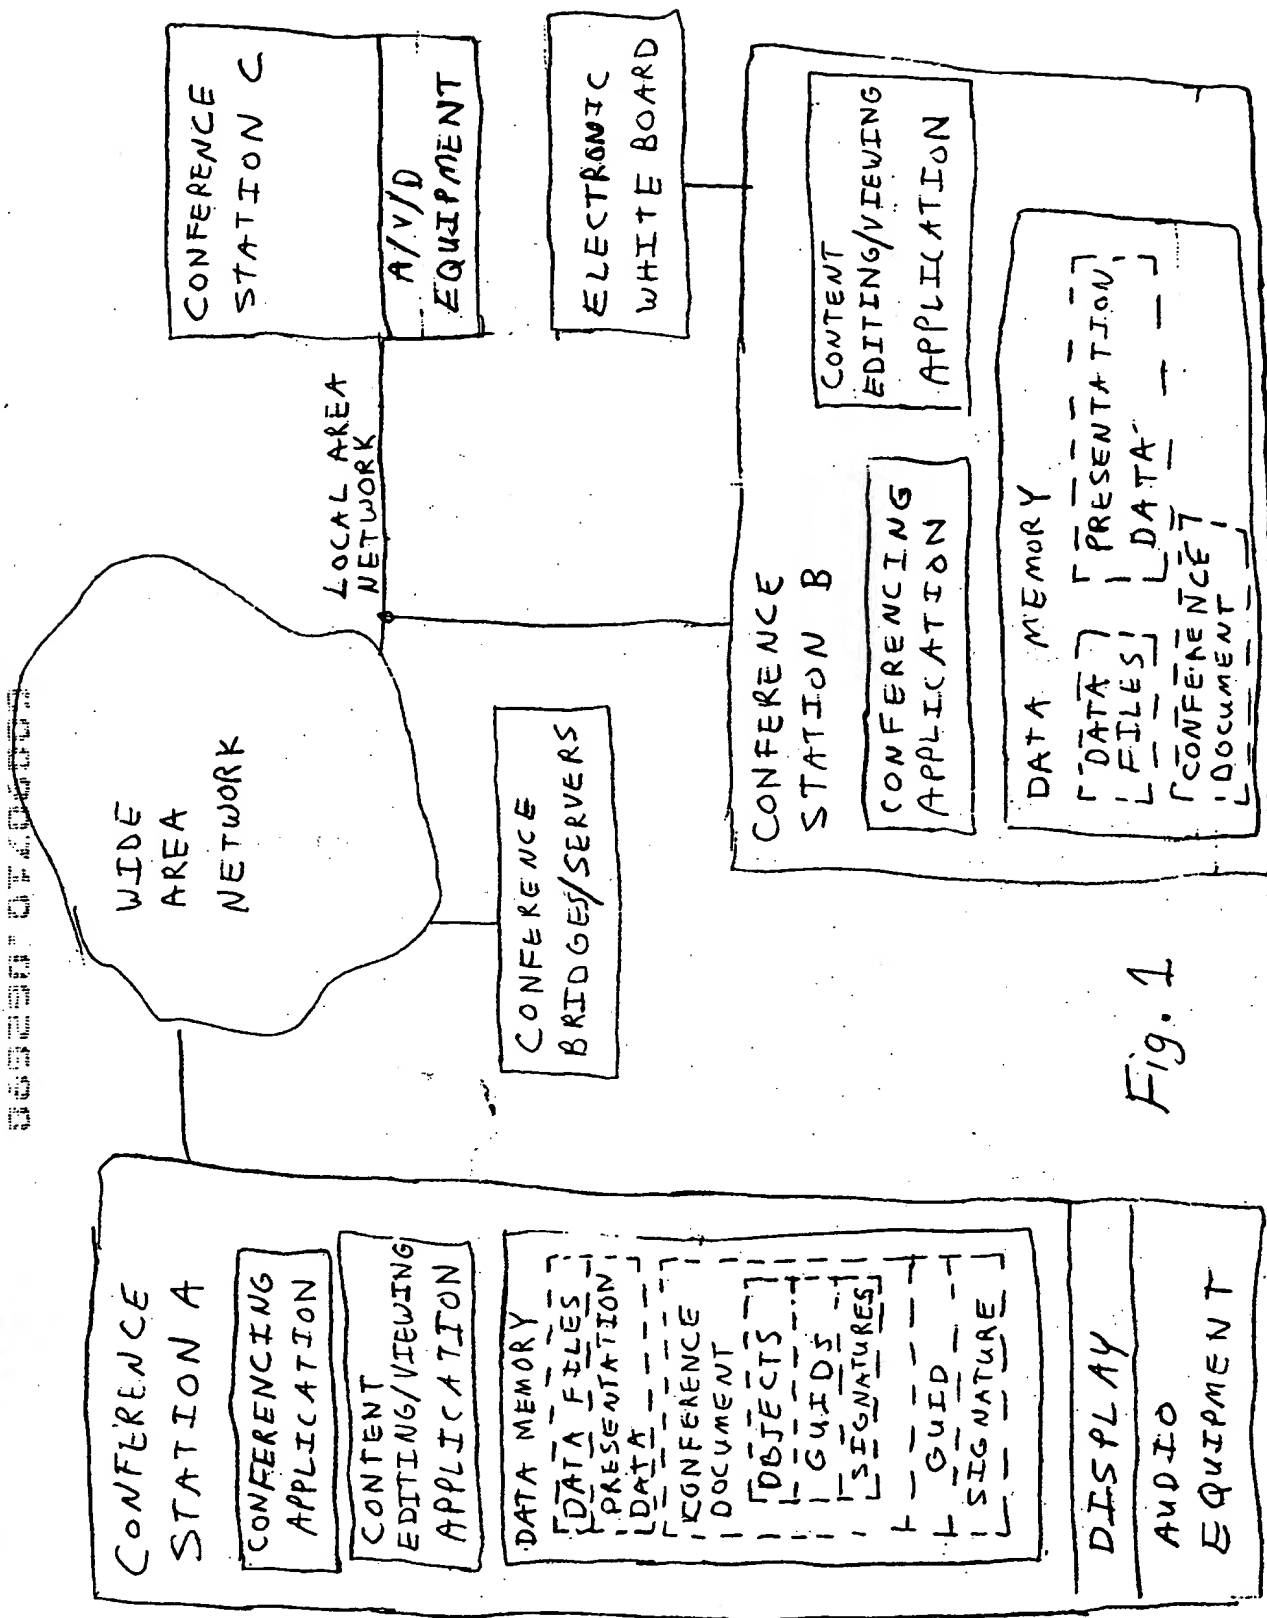 CONFERENCE
STATION A
CONFERENCING
APPLICATION
CONTENT
EDITING/VIEWING
APPLICATION
DATA MEMORY
DATA FILES
PRESENTATION
DATA
CONFERENCE
DOCUMENT
OBJECTS
GUIDS
SIGNATURES
GUID
SIGNATURE
DISPLAY
AUDIO
EQUIPMENT
WIDE
AREA
NETWORK
CONFERENCE
BRIDGES/SERVERS
LOCAL AREA
NETWORK
CONFERENCE
STATION C
A/V/D
EQUIPMENT
ELECTRONIC
WHITE BOARD
CONFERENCE
STATION B
CONFERENCING
APPLICATION
CONTENT
EDITING/VIEWING
APPLICATION
DATA MEMORY
DATA
FILES
PRESENTATION
DATA
CONFERENCE
DOCUMENT
Fig. 1